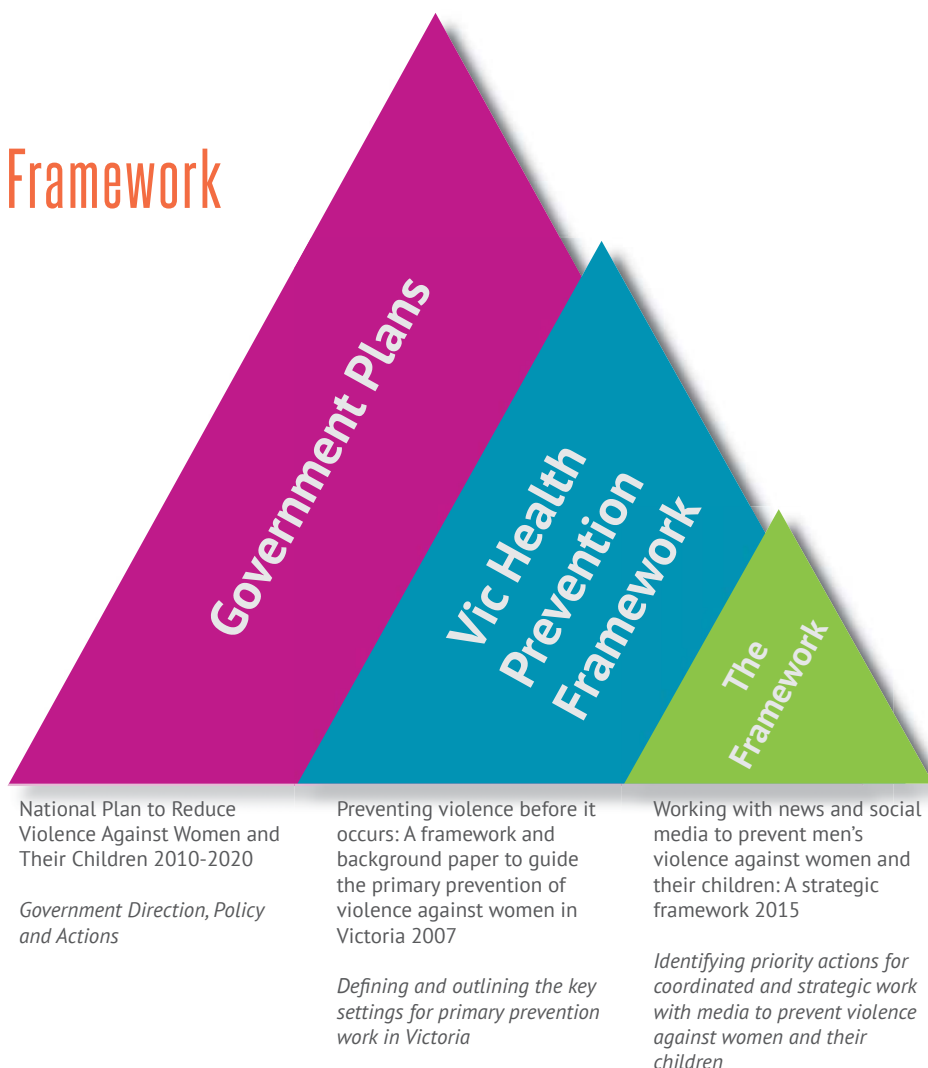 Framework
Government Plans
Vic Health
Prevention
Framework
The
Framework
National Plan to Reduce
Violence Against Women and
Their Children 2010-2020
Government Direction, Policy
and Actions
Preventing violence before it
occurs: A framework and
background paper to guide
the primary prevention of
violence against women in
Victoria 2007
Defining and outlining the key
settings for primary prevention
work in Victoria
Working with news and social
media to prevent men’s
violence against women and
their children: A strategic
framework 2015
Identifying priority actions for
coordinated and strategic work
with media to prevent violence
against women and their
children